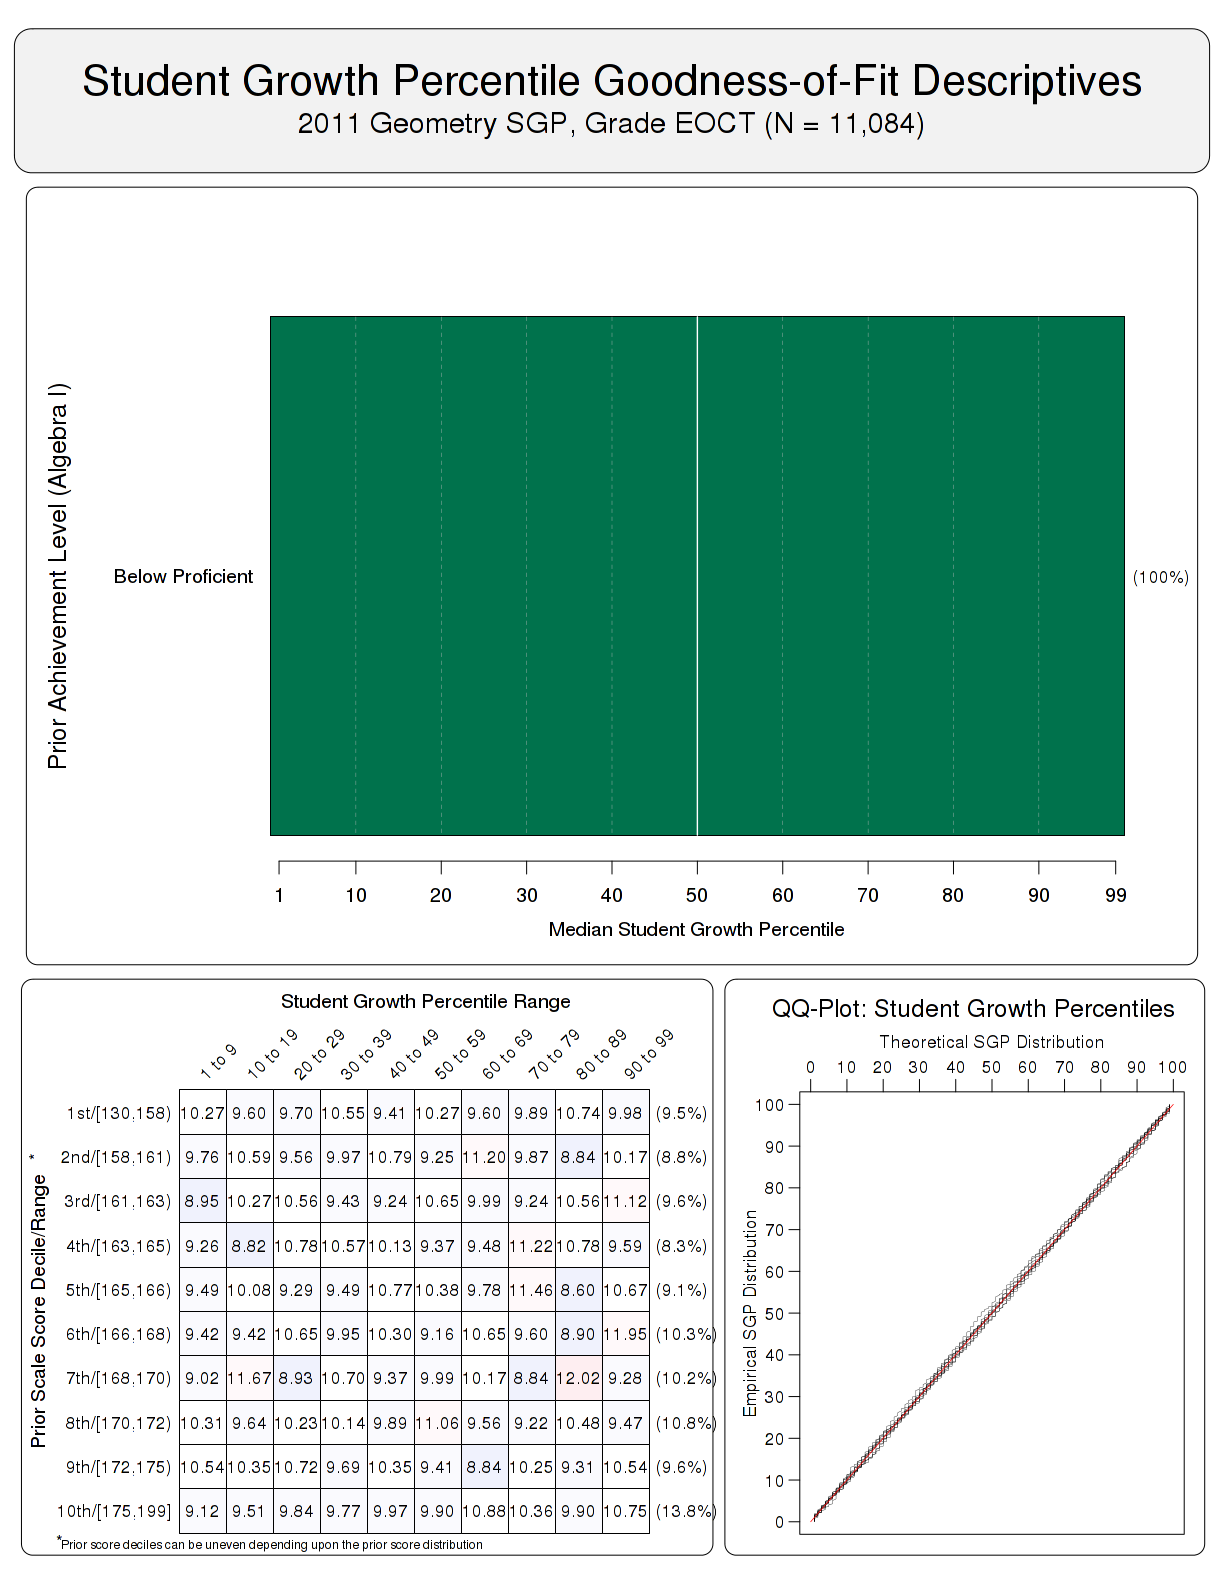 Student Growth Percentile Goodness-of-Fit Descriptives
2011 Geometry SGP, Grade EOCT (N = 11,084)
Prior Achievement Level (Algebra I)
Below Proficient
(100%)
1 10 20 30 40 50 60 70 80 90 99
Median Student Growth Percentile
Student Growth Percentile Range
1 to 9 10 to 19 20 to 29 30 to 39 40 to 49 50 to 59 60 to 69 70 to 79 80 to 89 90 to 99
Prior Scale Score Decile/Range *
1st/[130,158) 10.27 9.60 9.70 10.55 9.41 10.27 9.60 9.89 10.74 9.98 (9.5%)
2nd/[158,161) 9.76 10.59 9.56 9.97 10.79 9.25 11.20 9.87 8.84 10.17 (8.8%)
3rd/[161,163) 8.95 10.27 10.56 9.43 9.24 10.65 9.99 9.24 10.56 11.12 (9.6%)
4th/[163,165) 9.26 8.82 10.78 10.57 10.13 9.37 9.48 11.22 10.78 9.59 (8.3%)
5th/[165,166) 9.49 10.08 9.29 9.49 10.77 10.38 9.78 11.46 8.60 10.67 (9.1%)
6th/[166,168) 9.42 9.42 10.65 9.95 10.30 9.16 10.65 9.60 8.90 11.95 (10.3%)
7th/[168,170) 9.02 11.67 8.93 10.70 9.37 9.99 10.17 8.84 12.02 9.28 (10.2%)
8th/[170,172) 10.31 9.64 10.23 10.14 9.89 11.06 9.56 9.22 10.48 9.47 (10.8%)
9th/[172,175) 10.54 10.35 10.72 9.69 10.35 9.41 8.84 10.25 9.31 10.54 (9.6%)
10th/[175,199] 9.12 9.51 9.84 9.77 9.97 9.90 10.88 10.36 9.90 10.75 (13.8%)
*Prior score deciles can be uneven depending upon the prior score distribution
QQ-Plot: Student Growth Percentiles
Theoretical SGP Distribution
0 10 20 30 40 50 60 70 80 90 100
Empirical SGP Distribution
100
90
80
70
60
50
40
30
20
10
0